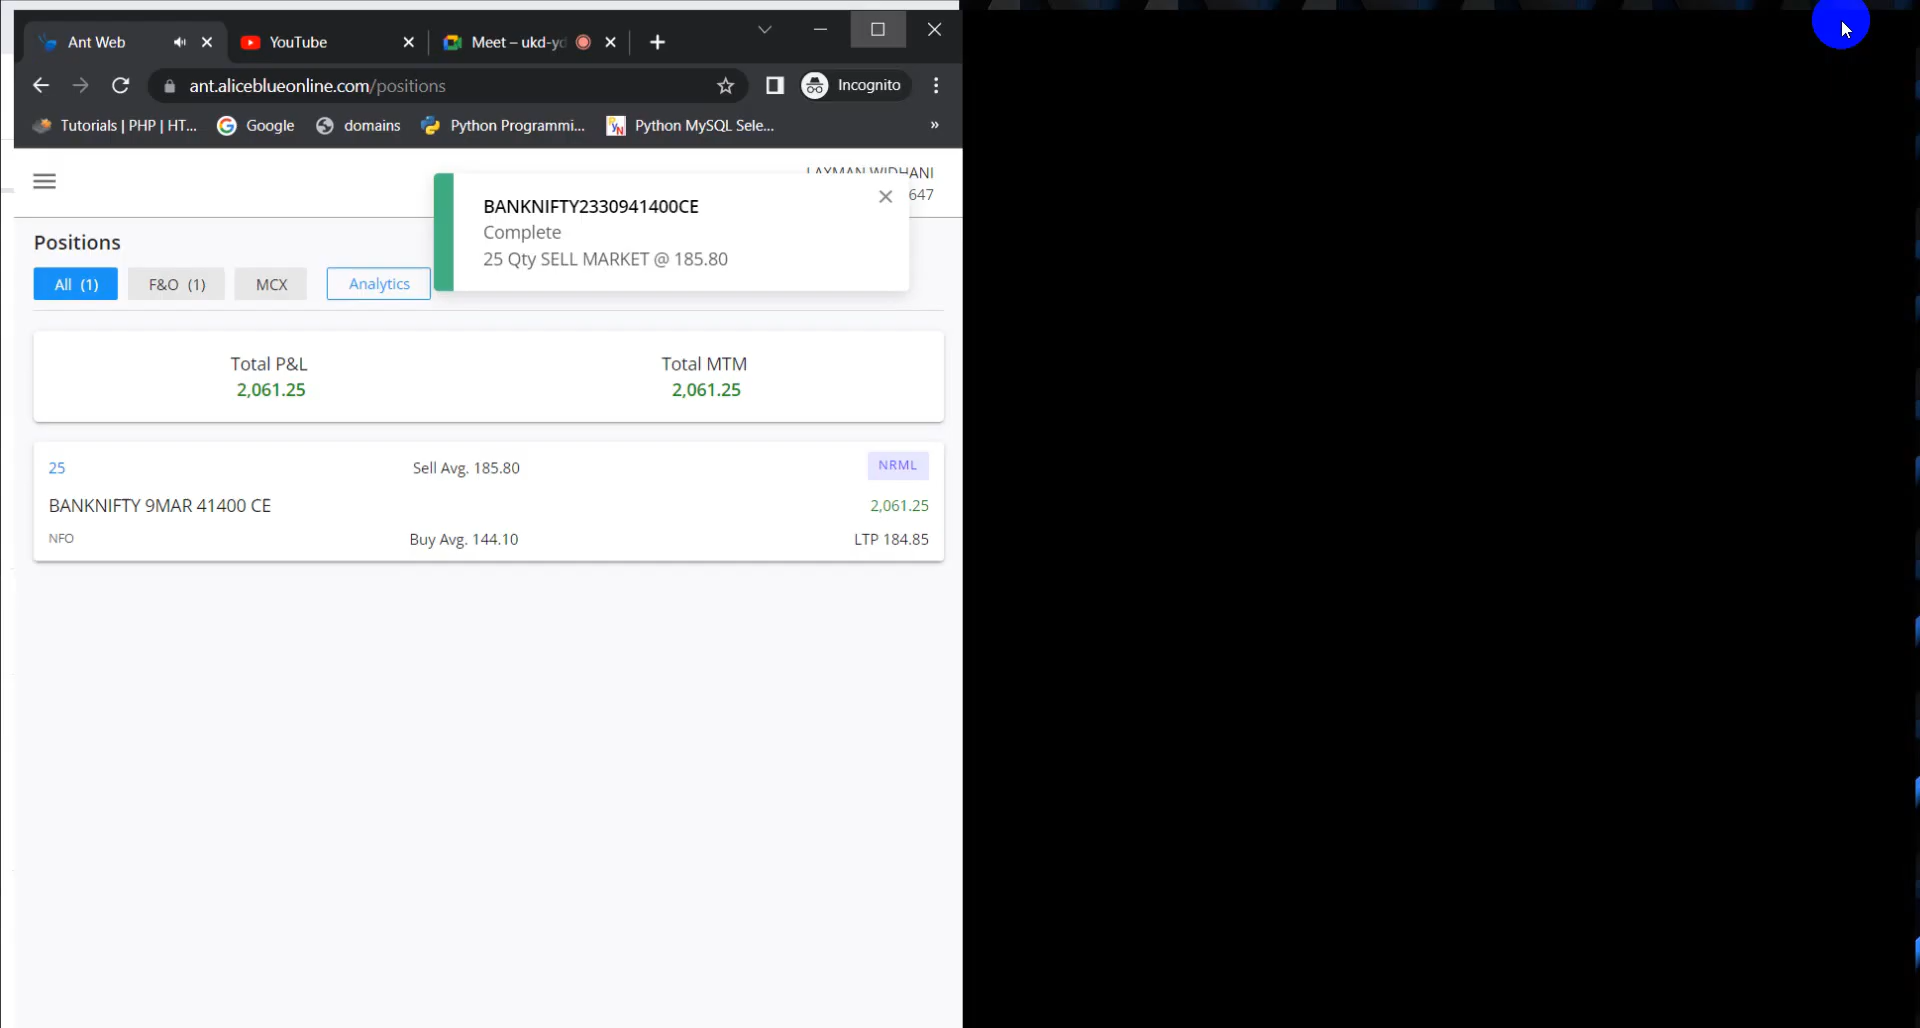 Ant Web
YouTube
Meet – ukd-yd
ant.aliceblueonline.com/positions
Incognito
Tutorials | PHP | HT...
Google
domains
Python Programmi...
Python MySQL Sele...
»
LAXMAN WIDHANI
647
BANKNIFTY2330941400CE
Complete
25 Qty SELL MARKET @ 185.80
Positions
All (1)
F&O (1)
MCX
Analytics
Total P&L
2,061.25
Total MTM
2,061.25
25
Sell Avg. 185.80
NRML
BANKNIFTY 9MAR 41400 CE
2,061.25
NFO
Buy Avg. 144.10
LTP 184.85